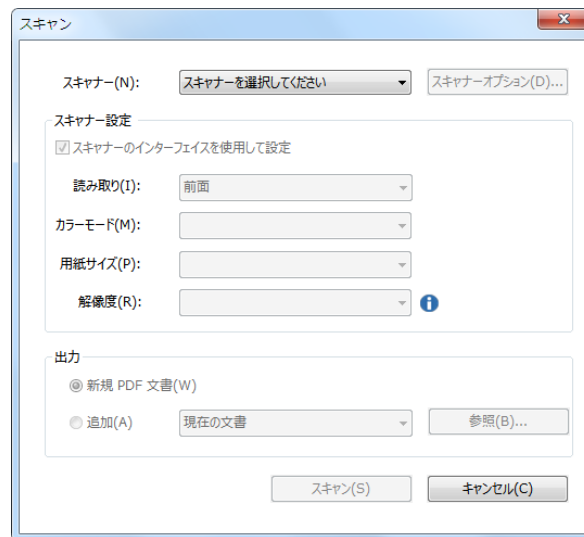 スキャン
スキャナー(N): スキャナーを選択してください スキャナーオプション(D)...
スキャナー設定
スキャナーのインターフェイスを使用して設定
読み取り(I): 前面
カラーモード(M):
用紙サイズ(P):
解像度(R):
出力
新規 PDF 文書(W)
追加(A) 現在の文書 参照(B)...
スキャン(S) キャンセル(C)